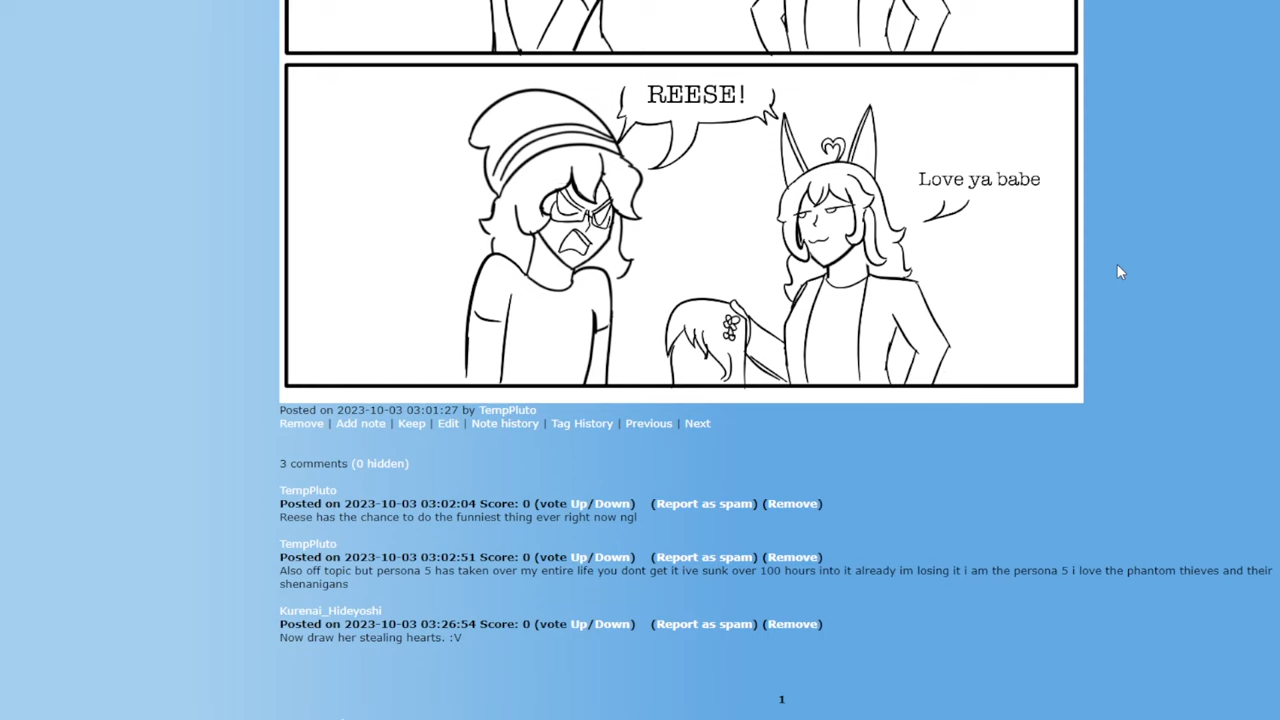 REESE!
Love ya babe
Posted on 2023-10-03 03:01:27 by TempPluto
Remove | Add note | Keep | Edit | Note history | Tag History | Previous | Next
3 comments (0 hidden)
TempPluto
Posted on 2023-10-03 03:02:04 Score: 0 (vote Up/Down) (Report as spam) (Remove)
Reese has the chance to do the funniest thing ever right now ngl
TempPluto
Posted on 2023-10-03 03:02:51 Score: 0 (vote Up/Down) (Report as spam) (Remove)
Also off topic but persona 5 has taken over my entire life you dont get it ive sunk over 100 hours into it already im losing it i am the persona 5 i love the phantom thieves and their
shenanigans
Kurenai_Hideyoshi
Posted on 2023-10-03 03:26:54 Score: 0 (vote Up/Down) (Report as spam) (Remove)
Now draw her stealing hearts. :V
1